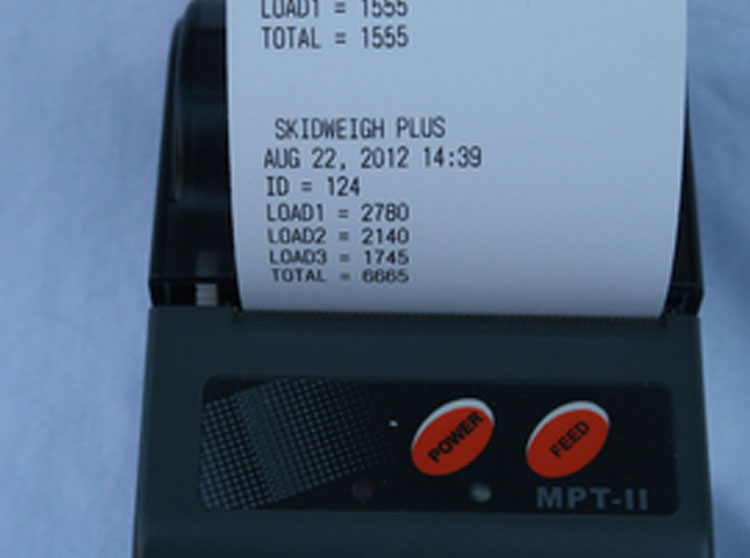 LOAD1 = 1555
TOTAL = 1555
SKIDWEIGH PLUS
AUG 22, 2012 14:39
ID = 124
LOAD1 = 2780
LOAD2 = 2140
LOAD3 = 1745
TOTAL = 6665
POWER
FEED
MPT-II